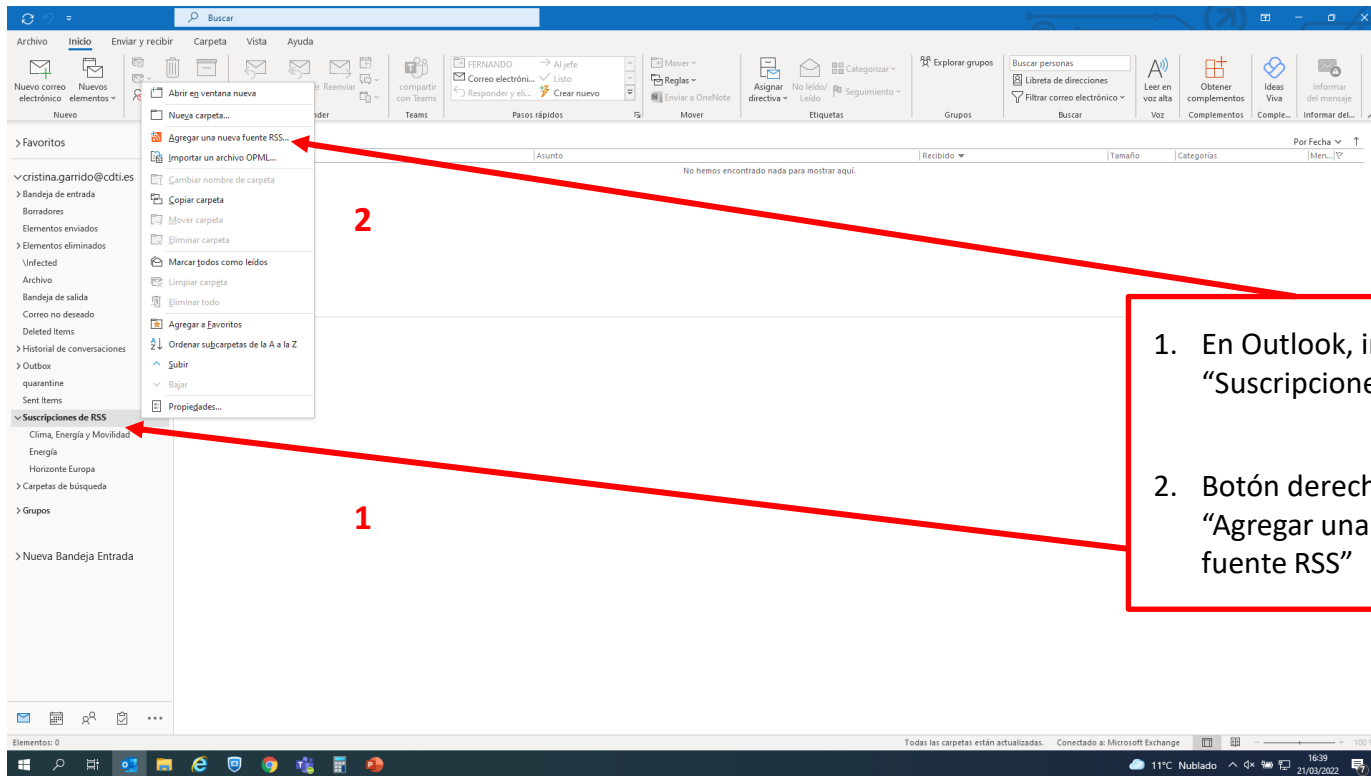 Buscar
Archivo Inicio Enviar y recibir Carpeta Vista Ayuda
Nuevo correo electrónico
Nuevos elementos
Nuevo
Reenviar
compartir con Teams
Teams
FERNANDO
Al jefe
Correo electróni...
Listo
Responder y eli...
Crear nuevo
Pasos rápidos
Mover
Reglas
Enviar a OneNote
Mover
Asignar directiva
No leído/ Leído
Categorizar
Seguimiento
Etiquetas
Explorar grupos
Grupos
Buscar personas
Libreta de direcciones
Filtrar correo electrónico
Buscar
Leer en voz alta
Voz
Obtener complementos
Complementos
Ideas Viva
Comple...
Informar del mensaje
Informar del...
Abrir en ventana nueva
Nueva carpeta...
Agregar una nueva fuente RSS...
Importar un archivo OPML...
Cambiar nombre de carpeta
Copiar carpeta
Mover carpeta
Eliminar carpeta
Marcar todos como leídos
Limpiar carpeta
Eliminar todo
Agregar a Favoritos
Ordenar subcarpetas de la A a la Z
Subir
Bajar
Propiedades...
Favoritos
cristina.garrido@cdti.es
Bandeja de entrada
Borradores
Elementos enviados
Elementos eliminados
\Infected
Archivo
Bandeja de salida
Correo no deseado
Deleted Items
Historial de conversaciones
Outbox
quarantine
Sent Items
Suscripciones de RSS
Clima, Energía y Movilidad
Energía
Horizonte Europa
Carpetas de búsqueda
Grupos
Nueva Bandeja Entrada
Por Fecha
Asunto Recibido Tamaño Categorías Men...
No hemos encontrado nada para mostrar aquí.
2
1
1. En Outlook, i
"Suscripcione
2. Botón derech
"Agregar una
fuente RSS"
Elementos: 0
Todas las carpetas están actualizadas. Conectado a: Microsoft Exchange
11°C Nublado
16:39
21/03/2022